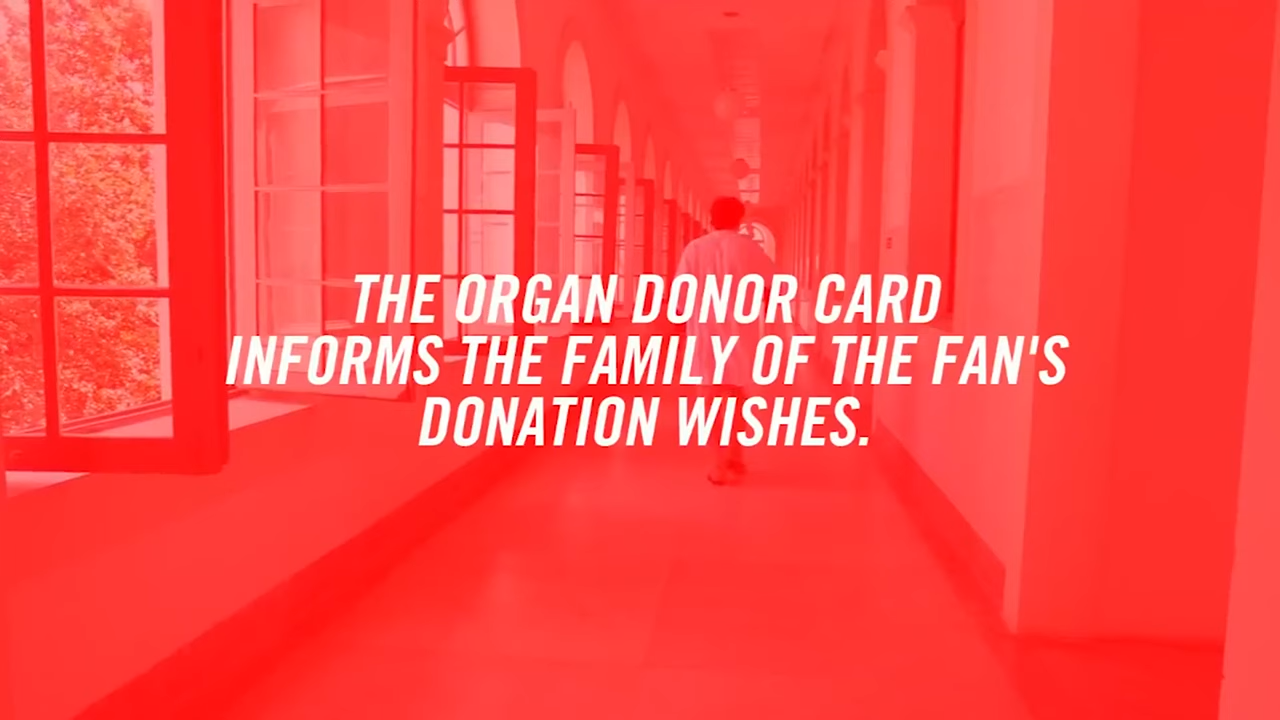 THE ORGAN DONOR CARD
INFORMS THE FAMILY OF THE FAN'S
DONATION WISHES.